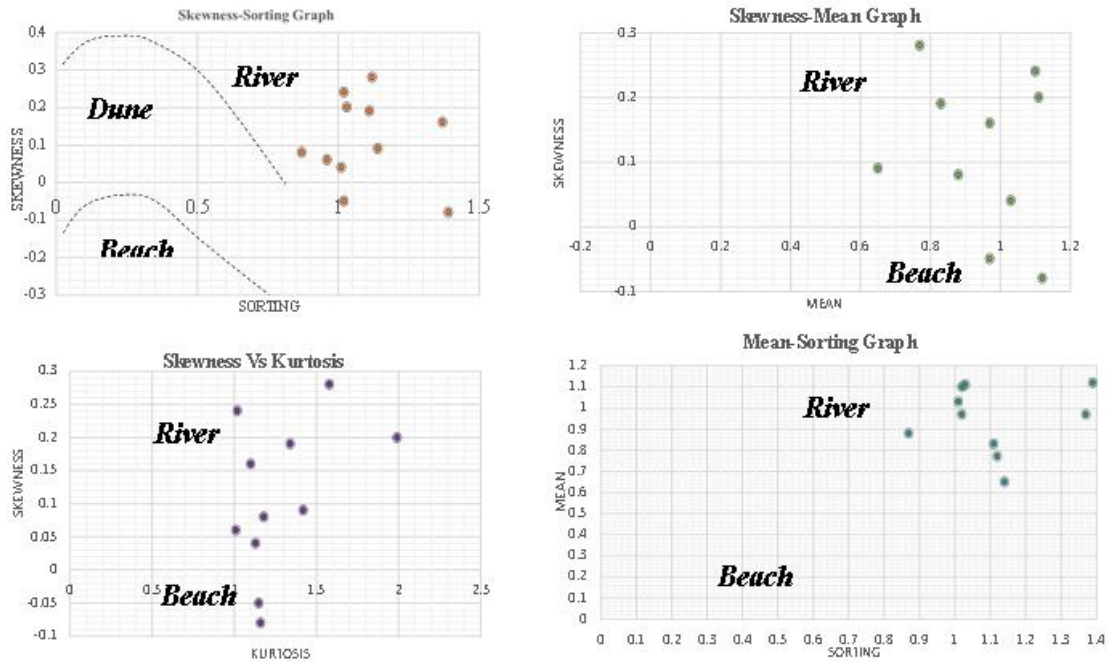 Skewness-Sorting Graph
0.4
0.3
0.2
0.1
0
-0.1
-0.2
-0.3
0
0.5
1
1.5
SKEWNESS
SORTING
River
Dune
Beach
Skewness-Mean Graph
0.3
0.2
0.1
0
-0.1
-0.2
0
0.2
0.4
0.6
0.8
1
1.2
SKEWNESS
MEAN
River
Beach
Skewness Vs Kurtosis
0.3
0.25
0.2
0.15
0.1
0.05
0
-0.05
-0.1
0
0.5
1
1.5
2
2.5
SKEWNESS
KURTOSIS
River
Beach
Mean-Sorting Graph
1.2
1.1
1
0.9
0.8
0.7
0.6
0.5
0.4
0.3
0.2
0.1
0
0 0.1 0.2 0.3 0.4 0.5 0.6 0.7 0.8 0.9 1 1.1 1.2 1.3 1.4
MEAN
SORTING
River
Beach